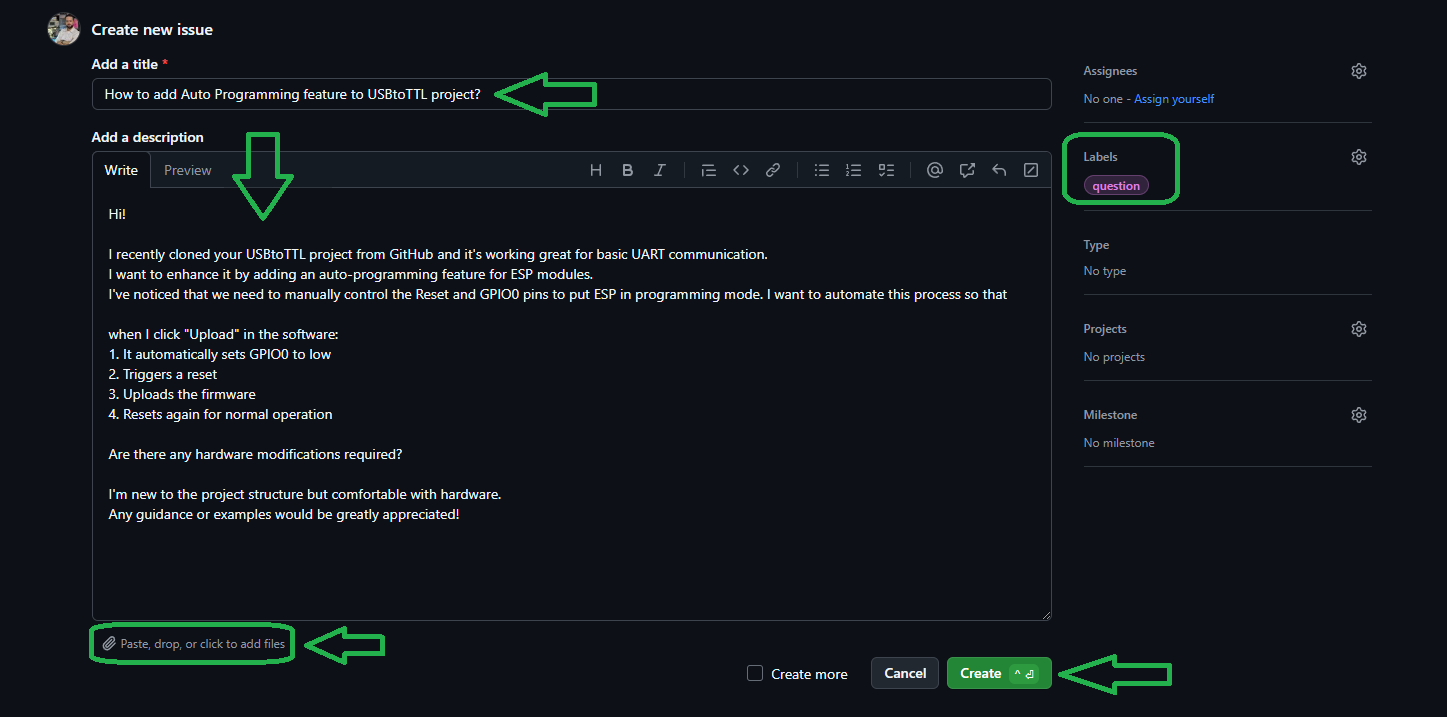 Create new issue
Add a title *
How to add Auto Programming feature to USBtoTTL project?
Add a description
Write
Preview
Hi!
I recently cloned your USBtoTTL project from GitHub and it's working great for basic UART communication.
I want to enhance it by adding an auto-programming feature for ESP modules.
I've noticed that we need to manually control the Reset and GPIO0 pins to put ESP in programming mode. I want to automate this process so that
when I click "Upload" in the software:
1. It automatically sets GPIO0 to low
2. Triggers a reset
3. Uploads the firmware
4. Resets again for normal operation
Are there any hardware modifications required?
I'm new to the project structure but comfortable with hardware.
Any guidance or examples would be greatly appreciated!
Paste, drop, or click to add files
Create more
Cancel
Create
Assignees
No one - Assign yourself
Labels
question
Type
No type
Projects
No projects
Milestone
No milestone